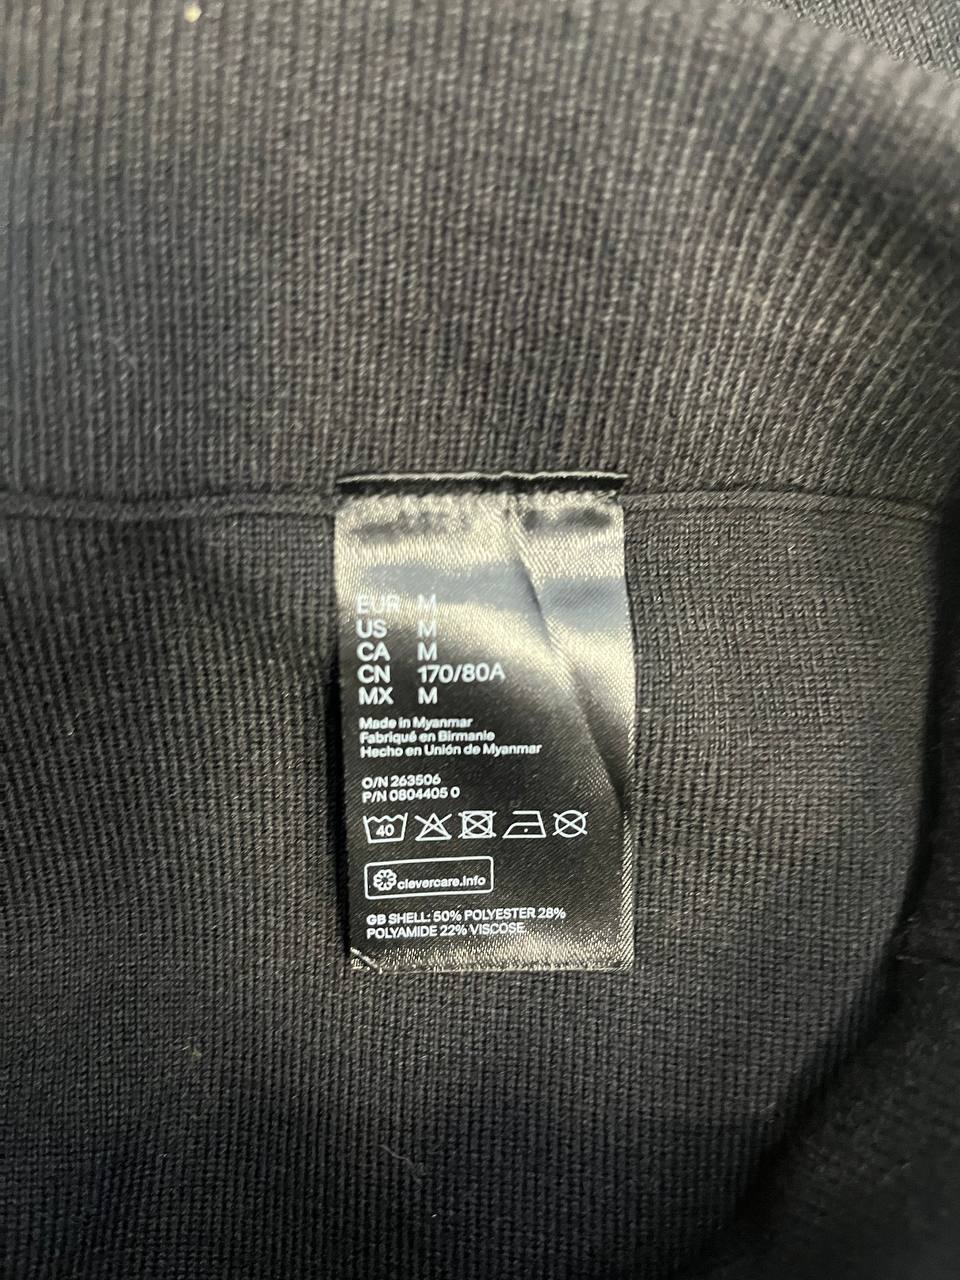 EUR M
US M
CA M
CN 170/80A
MX M
Made in Myanmar
Fabriqué en Birmanie
Hecho en Unión de Myanmar
O/N 263506
P/N 0804405 0
40
clevercare.info
GB SHELL: 50% POLYESTER 28%
POLYAMIDE 22% VISCOSE.